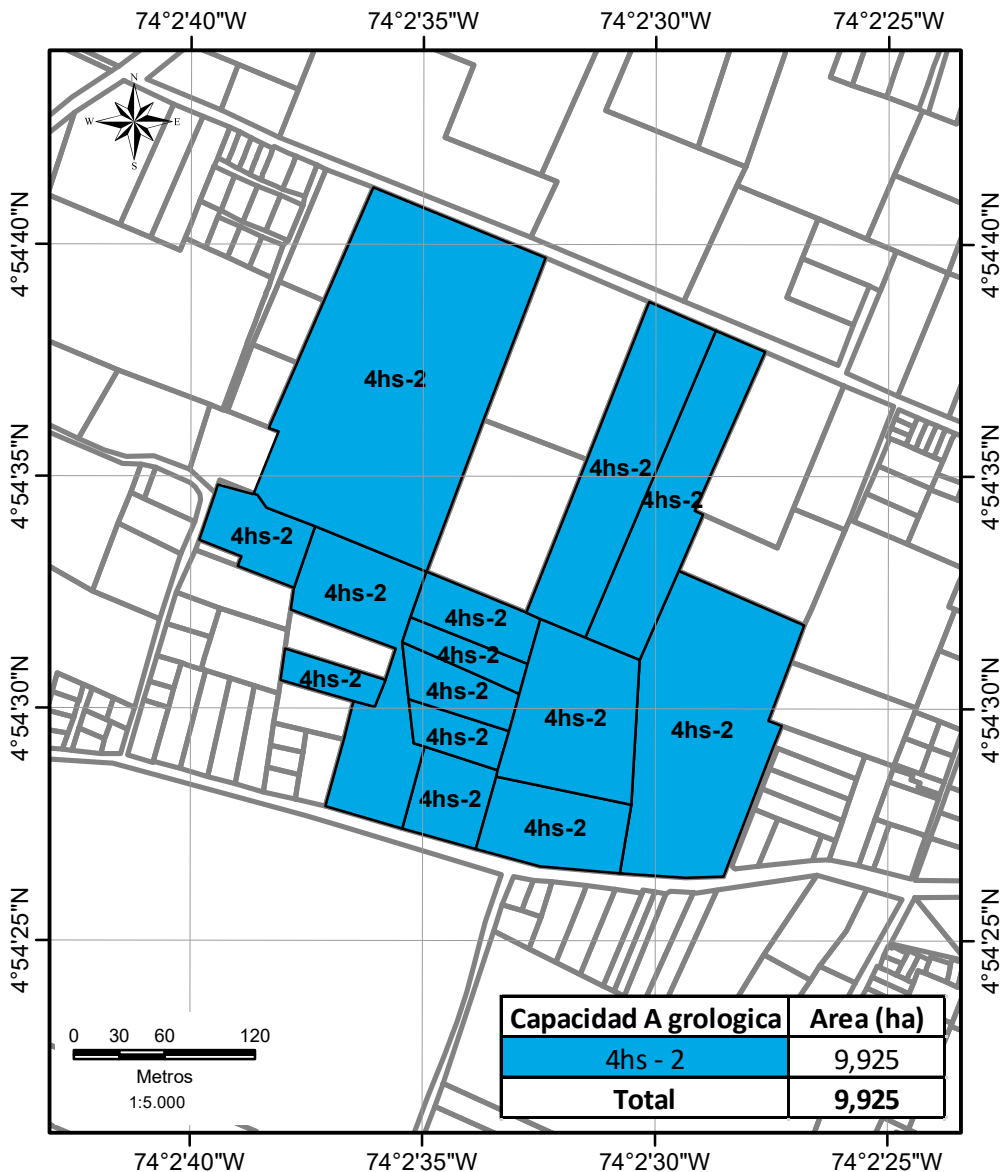 74°2'40"W 74°2'35"W 74°2'30"W 74°2'25"W
N
W E
S
4°54'40"N 4°54'40"N
4hs-2
4hs-2
4°54'35"N 4°54'35"N
4hs-2
4hs-2
4hs-2
4hs-2
4hs-2
4hs-2
4hs-2
4°54'30"N 4°54'30"N
4hs-2
4hs-2
4hs-2
4hs-2
4hs-2
4°54'25"N 4°54'25"N
Capacidad A grologica Area (ha)
4hs - 2 9,925
Total 9,925
0 30 60 120
Metros
1:5.000
74°2'40"W 74°2'35"W 74°2'30"W 74°2'25"W